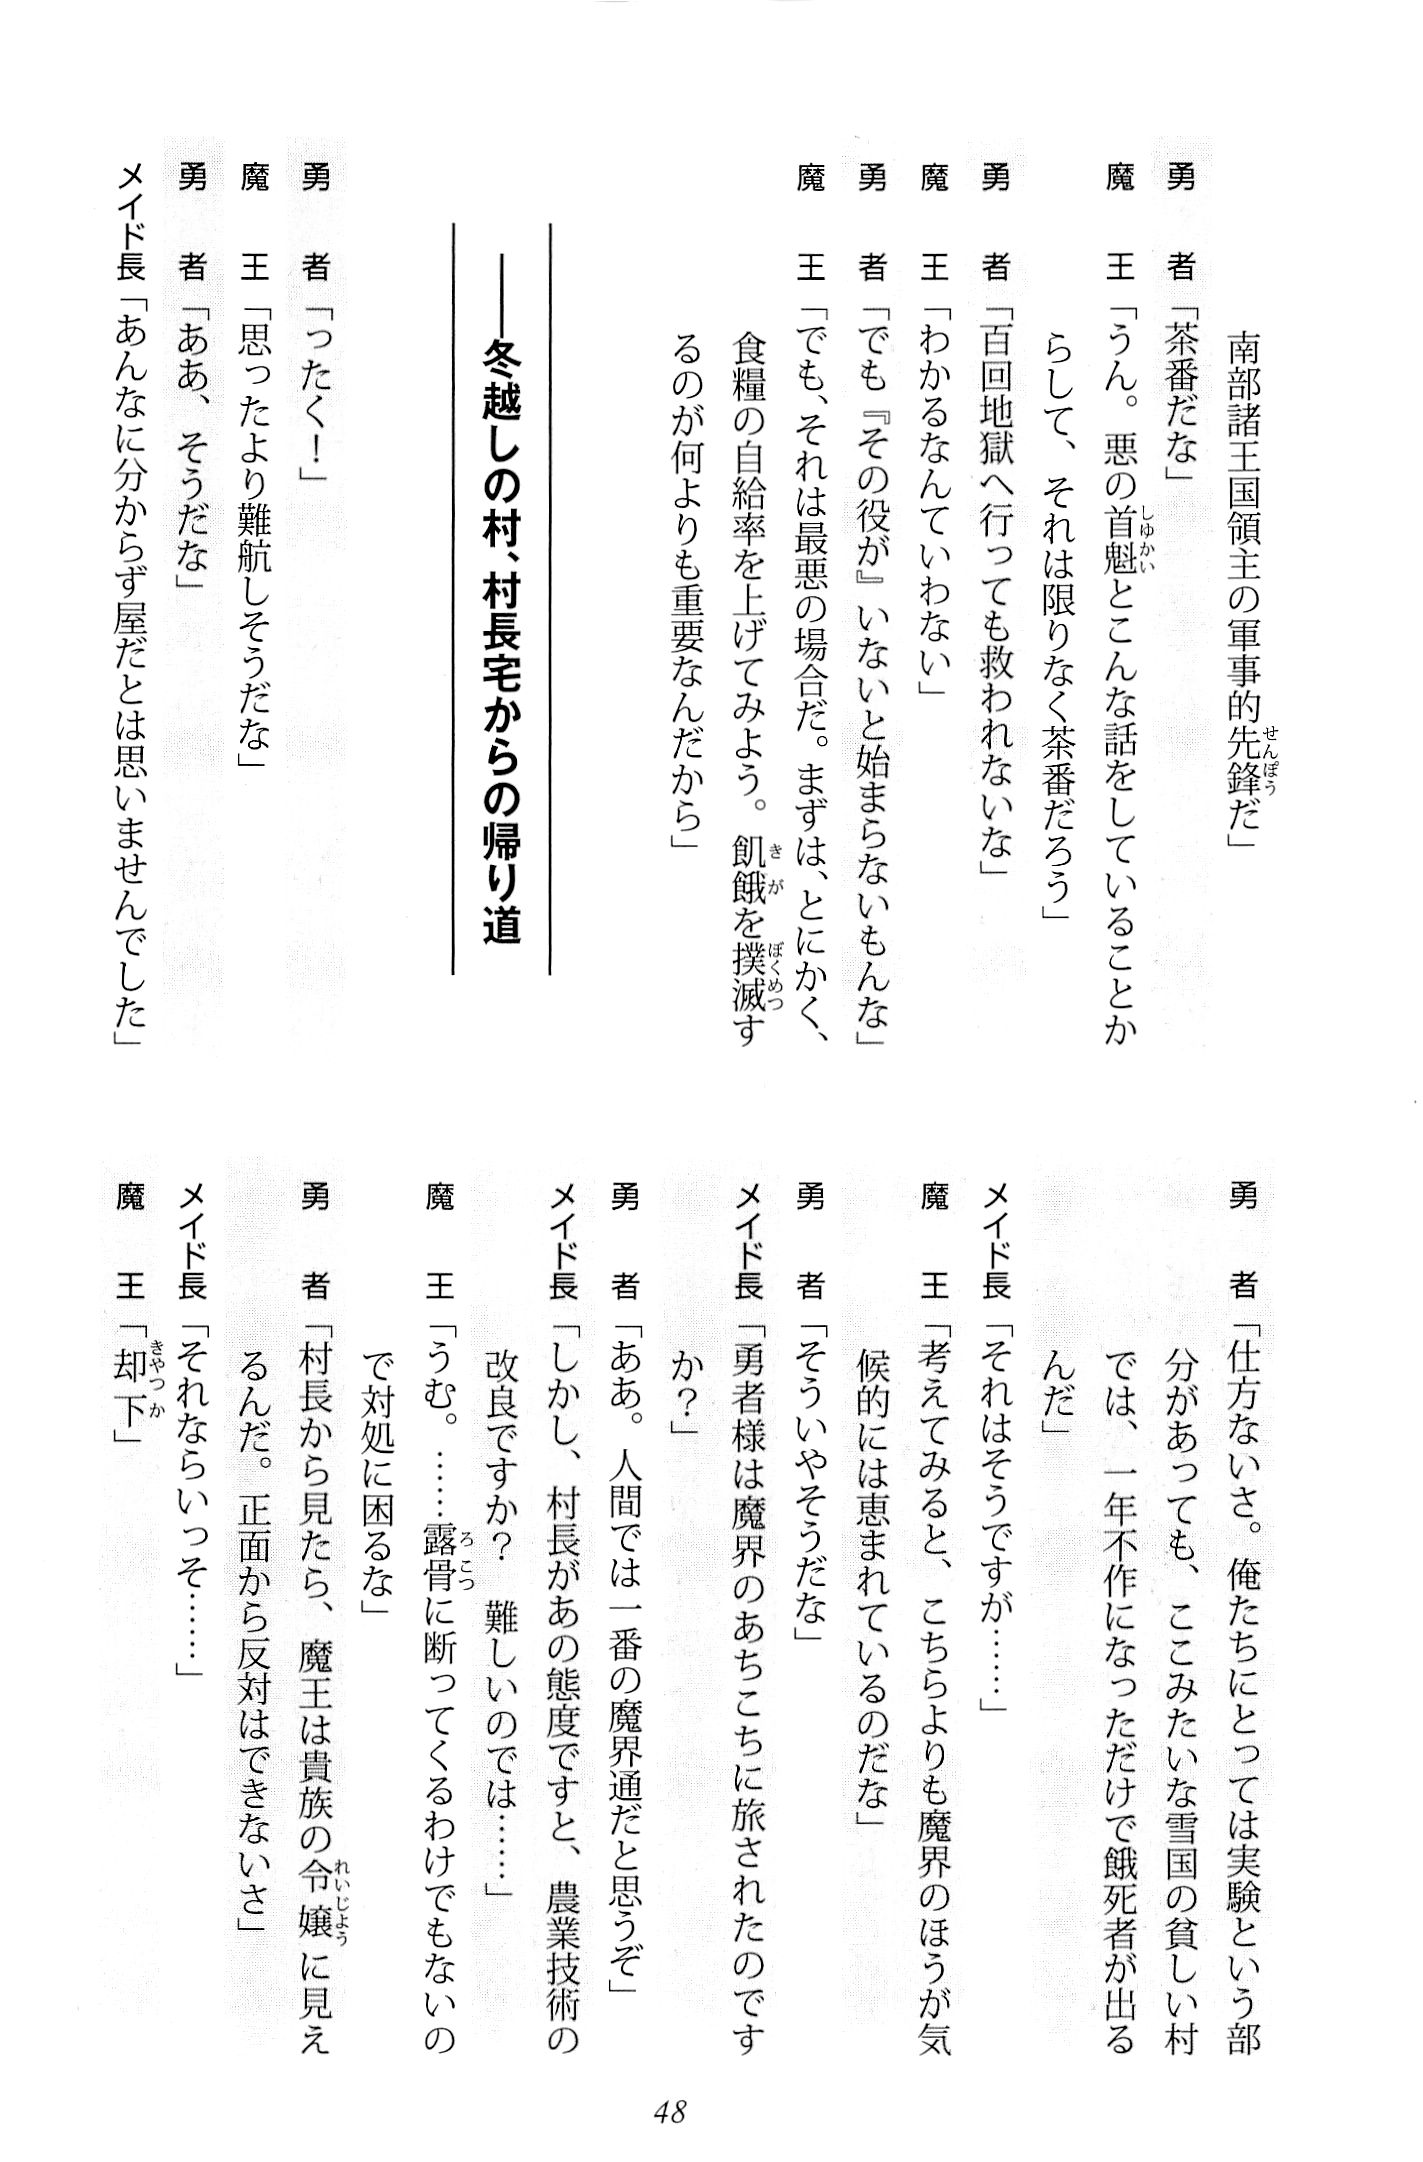 南部諸王国領主の軍事的先鋒だ」
勇者「茶番だな」
魔王「うん。悪の首魁とこんな話をしていることか
らして、それは限りなく茶番だろう」
勇者「百回地獄へ行っても救われないな」
魔王「わかるなんていわない」
勇者「でも『その役が』いないと始まらないもんな」
魔王「でも、それは最悪の場合だ。まずは、とにかく、
食糧の自給率を上げてみよう。飢餓を撲滅す
るのが何よりも重要なんだから」
――冬越しの村、村長宅からの帰り道
勇者「ったく！」
魔王「思ったより難航しそうだな」
勇者「ああ、そうだな」
メイド長「あんなに分からず屋だとは思いませんでした」
勇者「仕方ないさ。俺たちにとっては実験という部
分があっても、ここみたいな雪国の貧しい村
では、一年不作になっただけで餓死者が出る
んだ」
メイド長「それはそうですが……」
魔王「考えてみると、こちらよりも魔界のほうが気
候的には恵まれているのだな」
勇者「そういやそうだな」
メイド長「勇者様は魔界のあちこちに旅されたのです
か？」
勇者「ああ。人間では一番の魔界通だと思うぞ」
メイド長「しかし、村長があの態度ですと、農業技術の
改良ですか？　難しいのでは……」
魔王「うむ。……露骨に断ってくるわけでもないの
で対処に困るな」
勇者「村長から見たら、魔王は貴族の令嬢に見え
るんだ。正面から反対はできないさ」
メイド長「それならいっそ……」
魔王「却下」
48